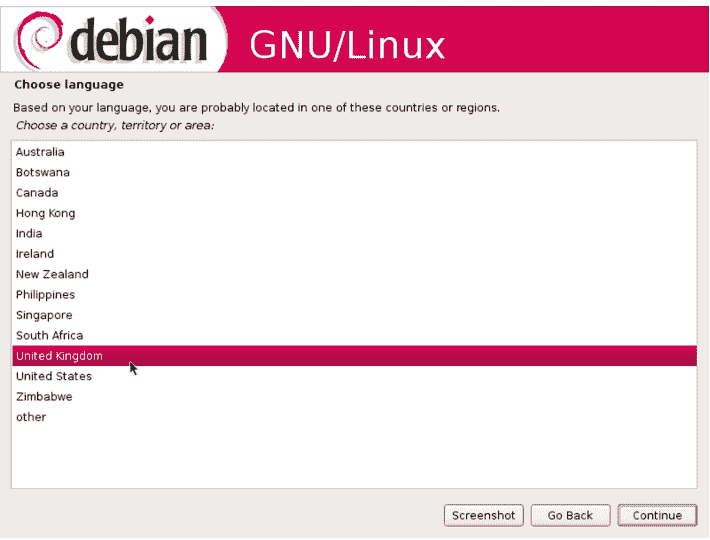 debian GNU/Linux
Choose language
Based on your language, you are probably located in one of these countries or regions.
Choose a country, territory or area:
Australia
Botswana
Canada
Hong Kong
India
Ireland
New Zealand
Philippines
Singapore
South Africa
United Kingdom
United States
Zimbabwe
other
Screenshot Go Back Continue